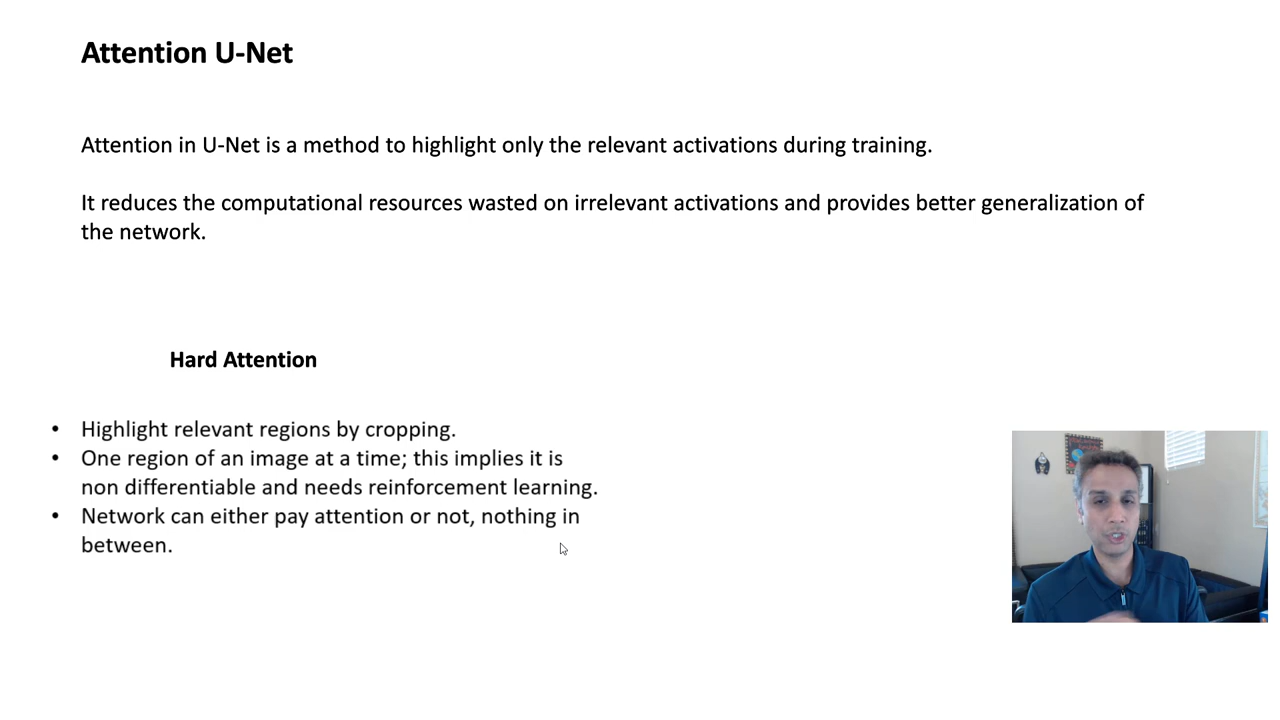 Attention U-Net
Attention in U-Net is a method to highlight only the relevant activations during training.
It reduces the computational resources wasted on irrelevant activations and provides better generalization of
the network.
Hard Attention
• Highlight relevant regions by cropping.
• One region of an image at a time; this implies it is
non differentiable and needs reinforcement learning.
• Network can either pay attention or not, nothing in
between.